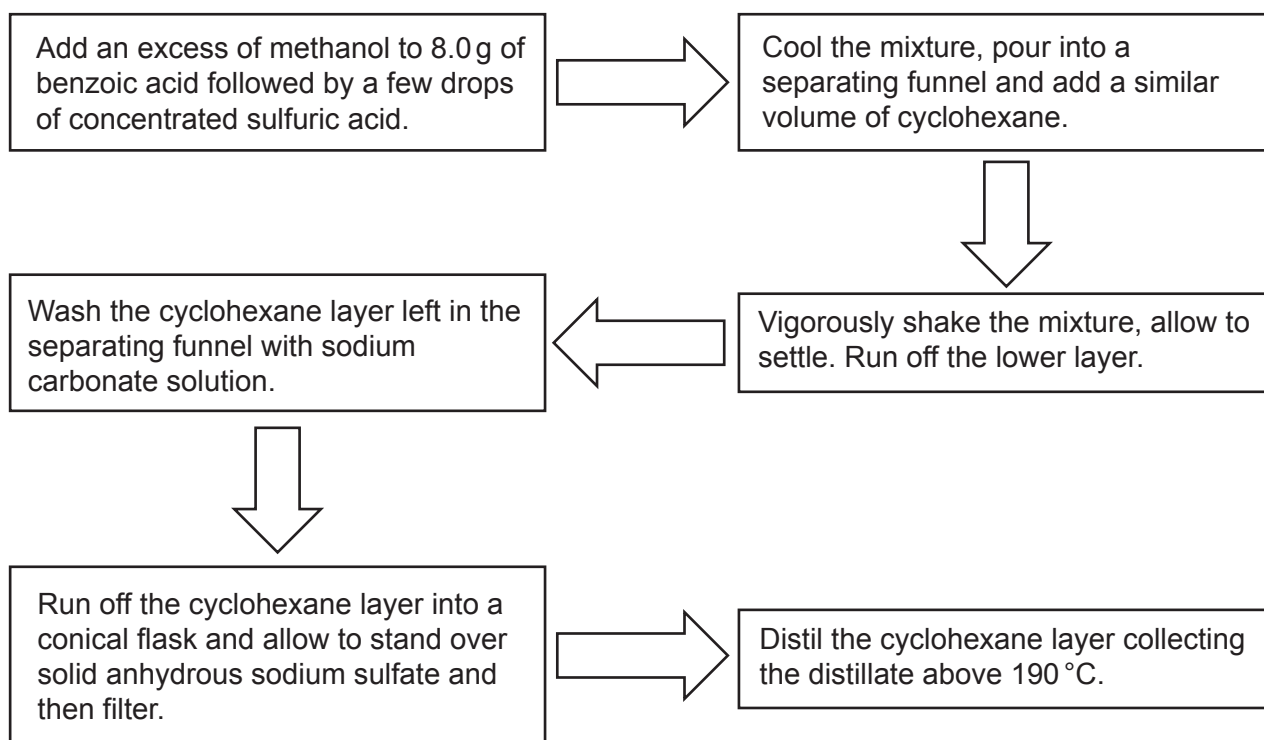 Add an excess of methanol to 8.0 g of
benzoic acid followed by a few drops
of concentrated sulfuric acid.
Cool the mixture, pour into a
separating funnel and add a similar
volume of cyclohexane.
Vigorously shake the mixture, allow to
settle. Run off the lower layer.
Wash the cyclohexane layer left in the
separating funnel with sodium
carbonate solution.
Run off the cyclohexane layer into a
conical flask and allow to stand over
solid anhydrous sodium sulfate and
then filter.
Distil the cyclohexane layer collecting
the distillate above 190 °C.